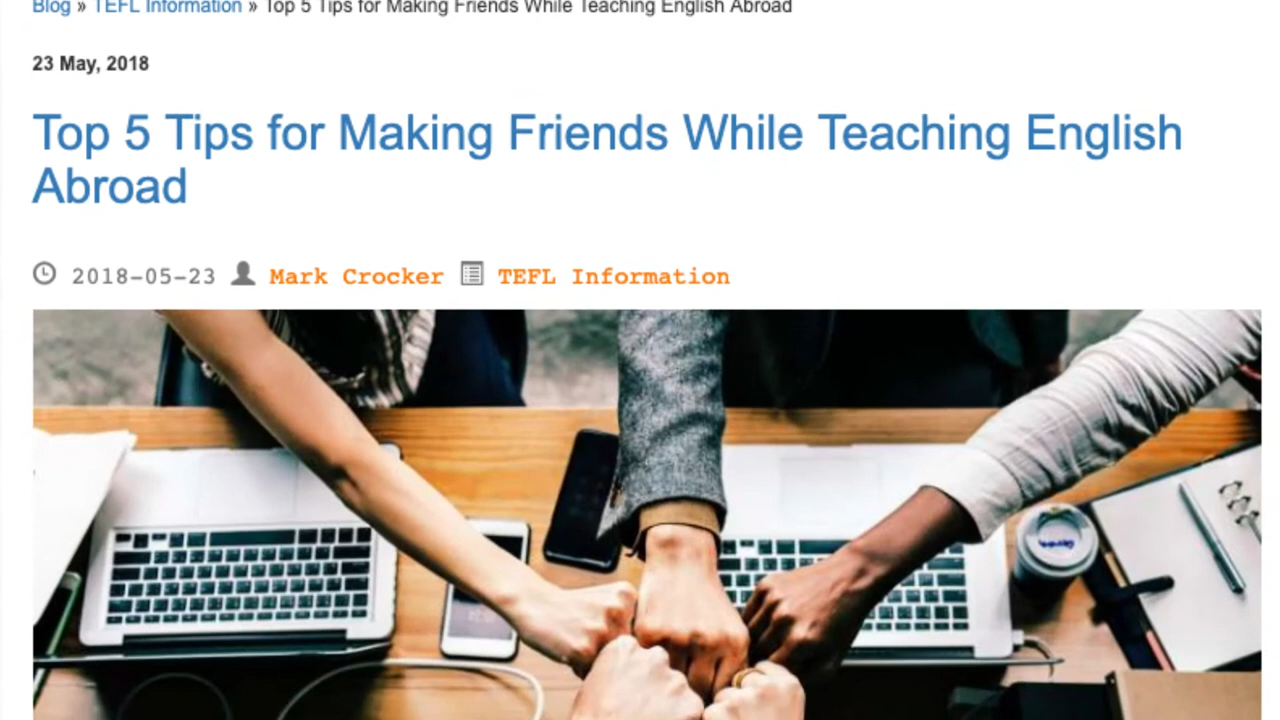 Blog » TEFL Information » Top 5 Tips for Making Friends While Teaching English Abroad
23 May, 2018
Top 5 Tips for Making Friends While Teaching English
Abroad
2018-05-23 Mark Crocker TEFL Information